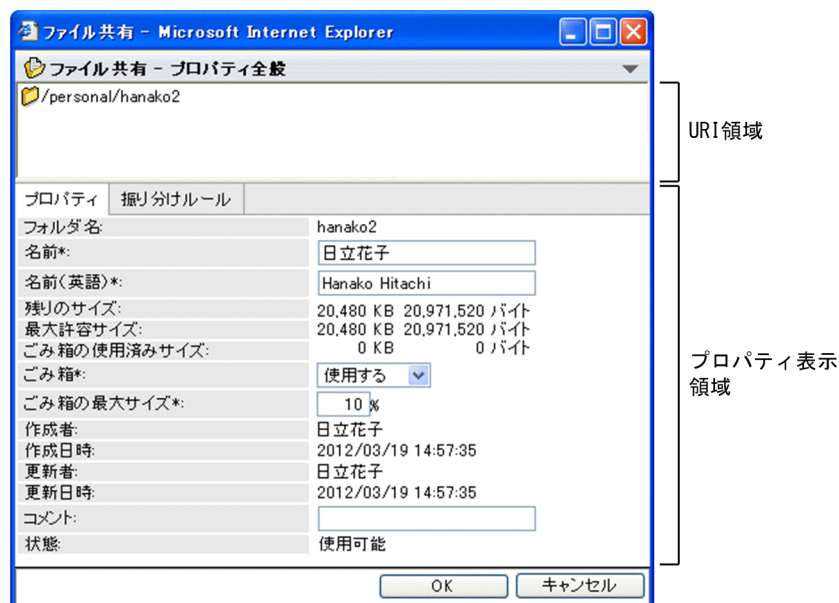 ファイル共有 - Microsoft Internet Explorer
ファイル共有 - プロパティ全般
/personal/hanako2
URI領域
プロパティ 振り分けルール
フォルダ名: hanako2
名前*: 日立花子
名前(英語)*: Hanako Hitachi
残りのサイズ: 20,480 KB 20,971,520 バイト
最大許容サイズ: 20,480 KB 20,971,520 バイト
ごみ箱の使用済みサイズ: 0 KB 0 バイト
ごみ箱*: 使用する
ごみ箱の最大サイズ*: 10 %
作成者: 日立花子
作成日時: 2012/03/19 14:57:35
更新者: 日立花子
更新日時: 2012/03/19 14:57:35
コメント:
状態: 使用可能
プロパティ表示
領域
OK キャンセル